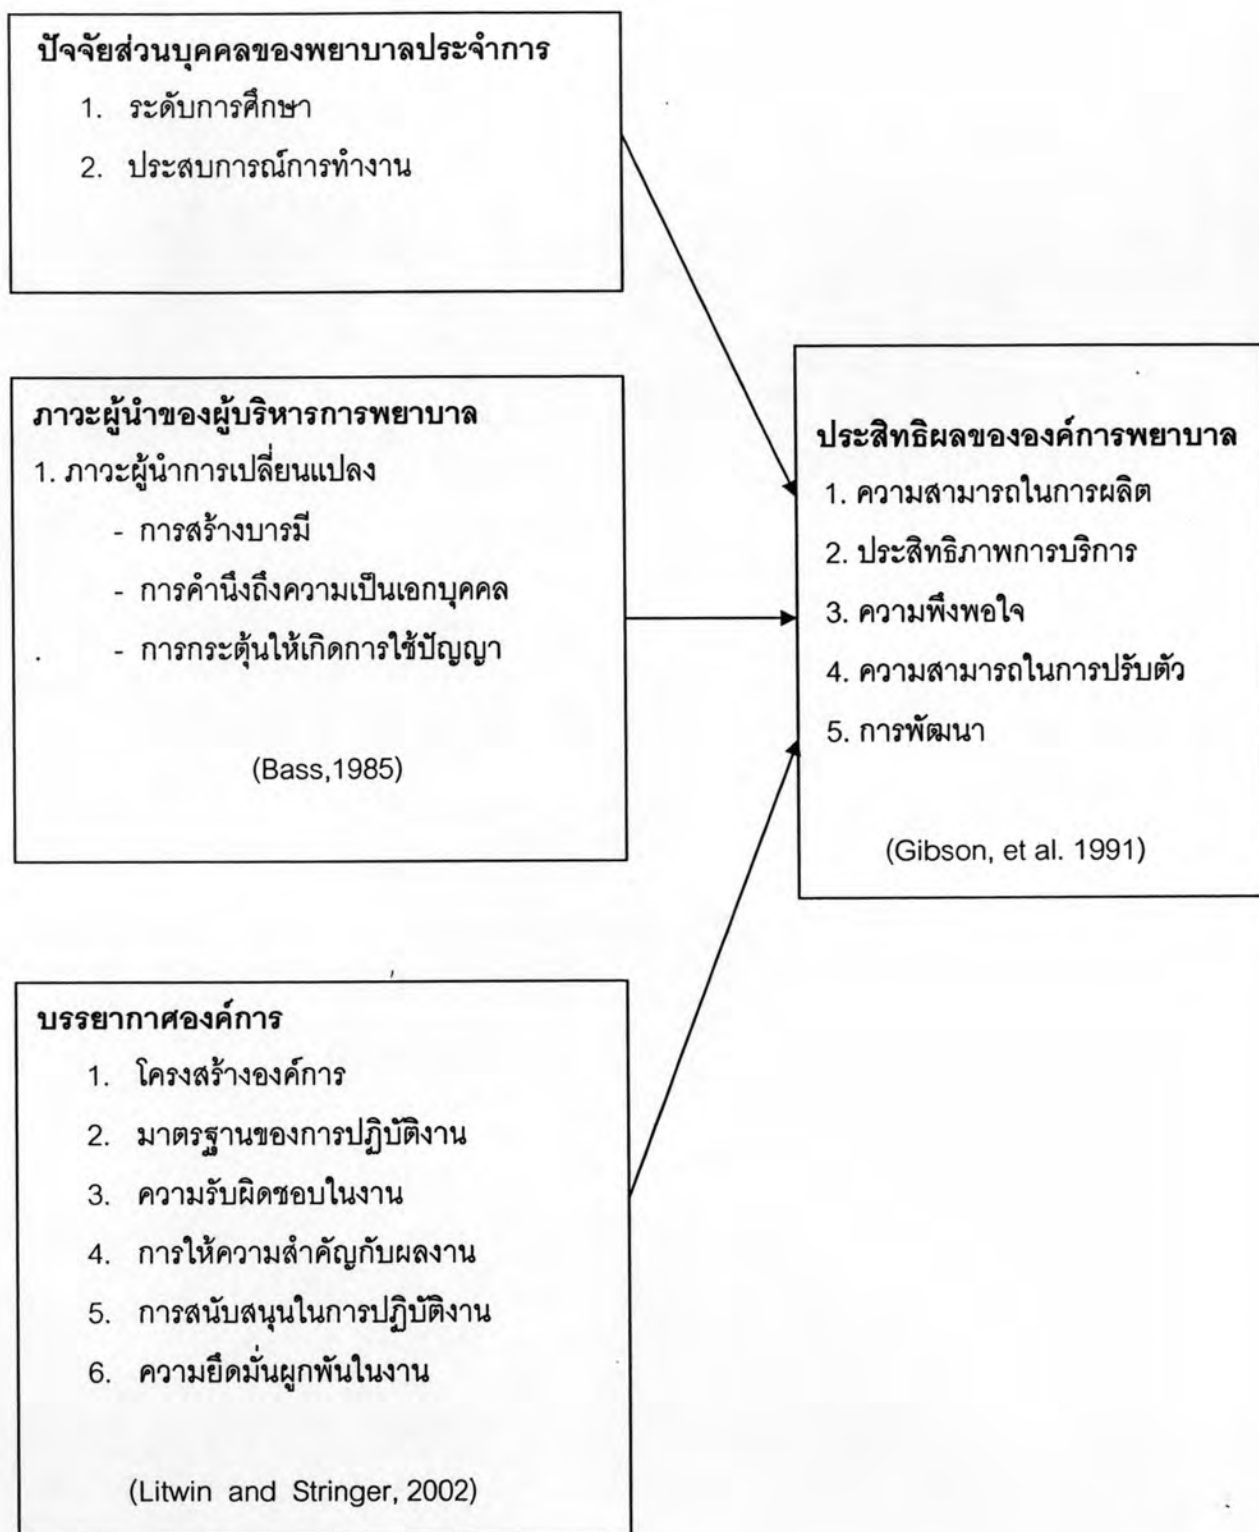 ปัจจัยส่วนบุคคลของพยาบาลประจำการ
1. ระดับการศึกษา
2. ประสบการณ์การทำงาน
ภาวะผู้นำของผู้บริหารการพยาบาล
1. ภาวะผู้นำการเปลี่ยนแปลง
- การสร้างบารมี
- การคำนึงถึงความเป็นเอกบุคคล
- การกระตุ้นให้เกิดการใช้ปัญญา
(Bass,1985)
บรรยากาศองค์การ
1. โครงสร้างองค์การ
2. มาตรฐานของการปฏิบัติงาน
3. ความรับผิดชอบในงาน
4. การให้ความสำคัญกับผลงาน
5. การสนับสนุนในการปฏิบัติงาน
6. ความยึดมั่นผูกพันในงาน
(Litwin and Stringer, 2002)
ประสิทธิผลขององค์การพยาบาล
1. ความสามารถในการผลิต
2. ประสิทธิภาพการบริการ
3. ความพึงพอใจ
4. ความสามารถในการปรับตัว
5. การพัฒนา
(Gibson, et al. 1991)